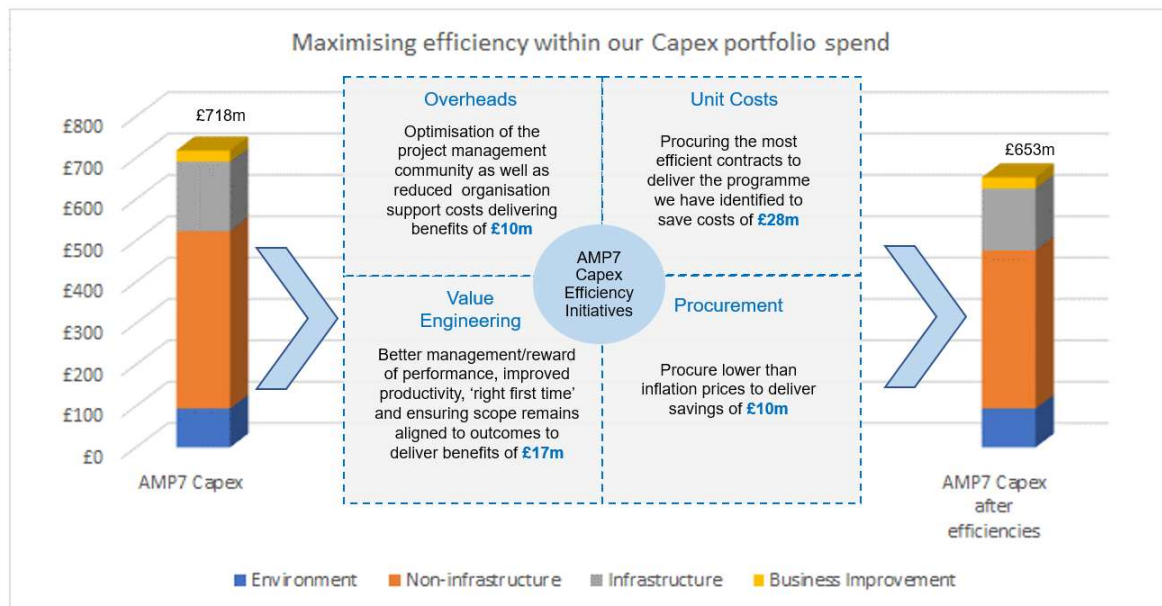 Maximising efficiency within our Capex portfolio spend
£800
£700
£600
£500
£400
£300
£200
£100
£0
£718m
AMP7 Capex
Overheads
Optimisation of the
project management
community as well as
reduced organisation
support costs delivering
benefits of £10m
Unit Costs
Procuring the most
efficient contracts to
deliver the programme
we have identified to
save costs of £28m
AMP7
Capex
Efficiency
Initiatives
Value
Engineering
Better management/reward
of performance, improved
productivity, ‘right first time’
and ensuring scope remains
aligned to outcomes to
deliver benefits of £17m
Procurement
Procure lower than
inflation prices to deliver
savings of £10m
£653m
AMP7 Capex
after
efficiencies
Environment Non-infrastructure Infrastructure Business Improvement